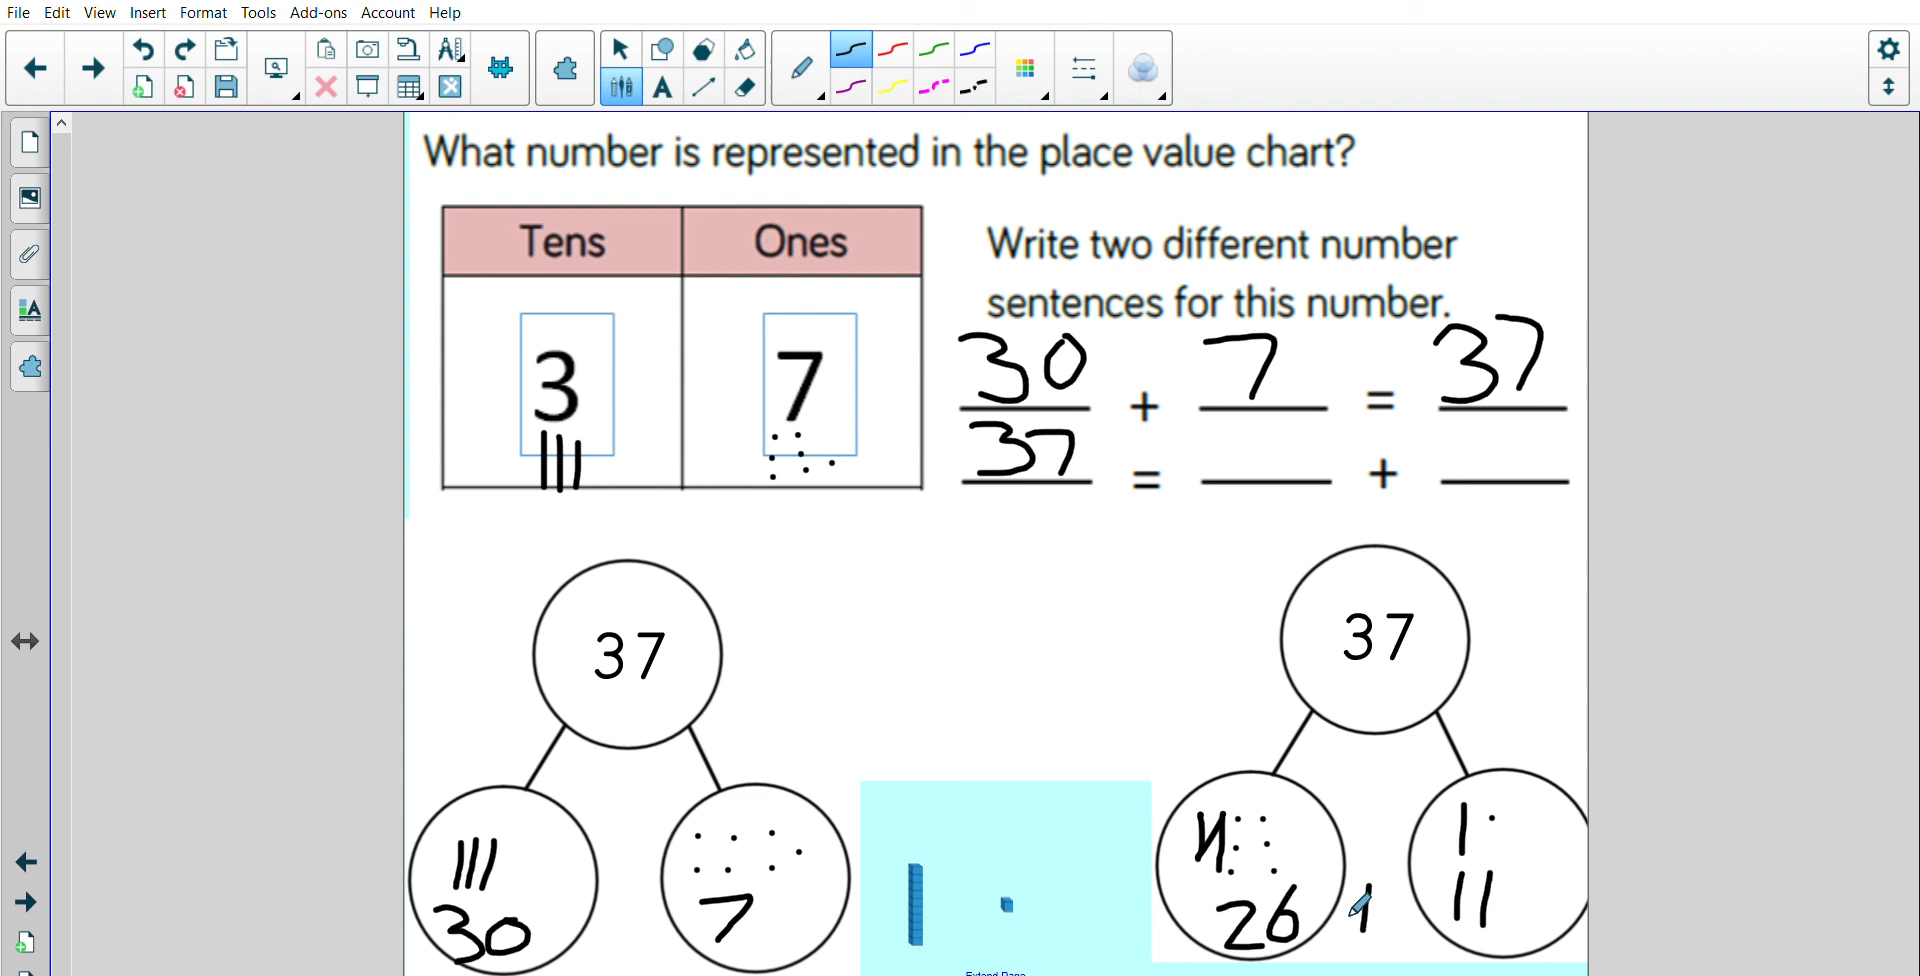 File Edit View Insert Format Tools Add-ons Account Help
What number is represented in the place value chart?
Tens Ones
3 7
Write two different number
sentences for this number.
30 + 7 = 37
37 = +
37
30
7
37
26
11
Extend Page